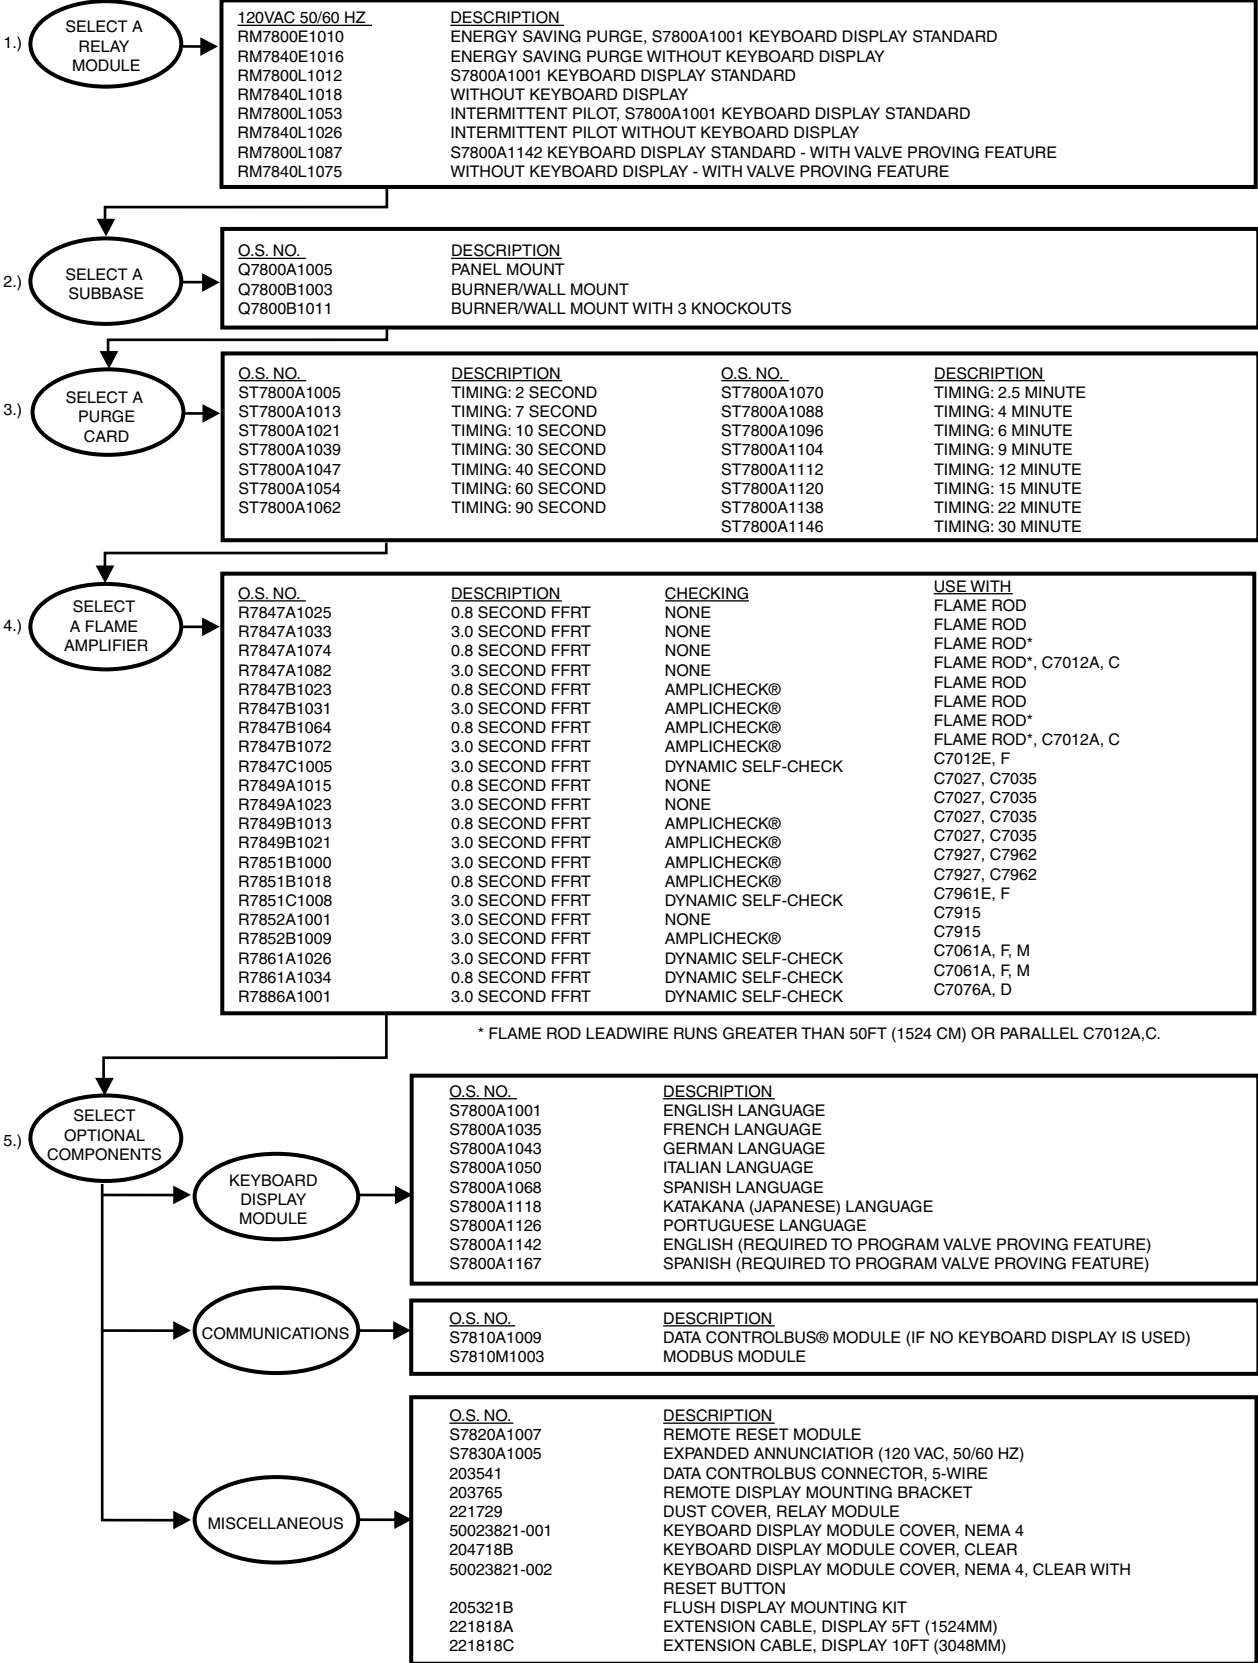 1.)
SELECT A
RELAY
MODULE
120VAC 50/60 HZ DESCRIPTION
RM7800E1010 ENERGY SAVING PURGE, S7800A1001 KEYBOARD DISPLAY STANDARD
RM7840E1016 ENERGY SAVING PURGE WITHOUT KEYBOARD DISPLAY
RM7800L1012 S7800A1001 KEYBOARD DISPLAY STANDARD
RM7840L1018 WITHOUT KEYBOARD DISPLAY
RM7800L1053 INTERMITTENT PILOT, S7800A1001 KEYBOARD DISPLAY STANDARD
RM7840L1026 INTERMITTENT PILOT WITHOUT KEYBOARD DISPLAY
RM7800L1087 S7800A1142 KEYBOARD DISPLAY STANDARD - WITH VALVE PROVING FEATURE
RM7840L1075 WITHOUT KEYBOARD DISPLAY - WITH VALVE PROVING FEATURE
2.)
SELECT A
SUBBASE
O.S. NO. DESCRIPTION
Q7800A1005 PANEL MOUNT
Q7800B1003 BURNER/WALL MOUNT
Q7800B1011 BURNER/WALL MOUNT WITH 3 KNOCKOUTS
3.)
SELECT A
PURGE
CARD
O.S. NO. DESCRIPTION O.S. NO. DESCRIPTION
ST7800A1005 TIMING: 2 SECOND ST7800A1070 TIMING: 2.5 MINUTE
ST7800A1013 TIMING: 7 SECOND ST7800A1088 TIMING: 4 MINUTE
ST7800A1021 TIMING: 10 SECOND ST7800A1096 TIMING: 6 MINUTE
ST7800A1039 TIMING: 30 SECOND ST7800A1104 TIMING: 9 MINUTE
ST7800A1047 TIMING: 40 SECOND ST7800A1112 TIMING: 12 MINUTE
ST7800A1054 TIMING: 60 SECOND ST7800A1120 TIMING: 15 MINUTE
ST7800A1062 TIMING: 90 SECOND ST7800A1138 TIMING: 22 MINUTE
ST7800A1146 TIMING: 30 MINUTE
4.)
SELECT
A FLAME
AMPLIFIER
O.S. NO. DESCRIPTION CHECKING USE WITH
R7847A1025 0.8 SECOND FFRT NONE FLAME ROD
R7847A1033 3.0 SECOND FFRT NONE FLAME ROD
R7847A1074 0.8 SECOND FFRT NONE FLAME ROD*
R7847A1082 3.0 SECOND FFRT NONE FLAME ROD*, C7012A, C
R7847B1023 0.8 SECOND FFRT AMPLICHECK® FLAME ROD
R7847B1031 3.0 SECOND FFRT AMPLICHECK® FLAME ROD
R7847B1064 0.8 SECOND FFRT AMPLICHECK® FLAME ROD*
R7847B1072 3.0 SECOND FFRT AMPLICHECK® FLAME ROD*, C7012A, C
R7847C1005 3.0 SECOND FFRT DYNAMIC SELF-CHECK C7012E, F
R7849A1015 0.8 SECOND FFRT NONE C7027, C7035
R7849A1023 3.0 SECOND FFRT NONE C7027, C7035
R7849B1013 0.8 SECOND FFRT AMPLICHECK® C7027, C7035
R7849B1021 3.0 SECOND FFRT AMPLICHECK® C7027, C7035
R7851B1000 3.0 SECOND FFRT AMPLICHECK® C7927, C7962
R7851B1018 0.8 SECOND FFRT AMPLICHECK® C7927, C7962
R7851C1008 3.0 SECOND FFRT DYNAMIC SELF-CHECK C7961E, F
R7852A1001 3.0 SECOND FFRT NONE C7915
R7852B1009 3.0 SECOND FFRT AMPLICHECK® C7915
R7861A1026 3.0 SECOND FFRT DYNAMIC SELF-CHECK C7061A, F, M
R7861A1034 0.8 SECOND FFRT DYNAMIC SELF-CHECK C7061A, F, M
R7886A1001 3.0 SECOND FFRT DYNAMIC SELF-CHECK C7076A, D
* FLAME ROD LEADWIRE RUNS GREATER THAN 50FT (1524 CM) OR PARALLEL C7012A,C.
5.)
SELECT
OPTIONAL
COMPONENTS
KEYBOARD
DISPLAY
MODULE
O.S. NO. DESCRIPTION
S7800A1001 ENGLISH LANGUAGE
S7800A1035 FRENCH LANGUAGE
S7800A1043 GERMAN LANGUAGE
S7800A1050 ITALIAN LANGUAGE
S7800A1068 SPANISH LANGUAGE
S7800A1118 KATAKANA (JAPANESE) LANGUAGE
S7800A1126 PORTUGUESE LANGUAGE
S7800A1142 ENGLISH (REQUIRED TO PROGRAM VALVE PROVING FEATURE)
S7800A1167 SPANISH (REQUIRED TO PROGRAM VALVE PROVING FEATURE)
COMMUNICATIONS
O.S. NO. DESCRIPTION
S7810A1009 DATA CONTROLBUS® MODULE (IF NO KEYBOARD DISPLAY IS USED)
S7810M1003 MODBUS MODULE
MISCELLANEOUS
O.S. NO. DESCRIPTION
S7820A1007 REMOTE RESET MODULE
S7830A1005 EXPANDED ANNUNCIATIOR (120 VAC, 50/60 HZ)
203541 DATA CONTROLBUS CONNECTOR, 5-WIRE
203765 REMOTE DISPLAY MOUNTING BRACKET
221729 DUST COVER, RELAY MODULE
50023821-001 KEYBOARD DISPLAY MODULE COVER, NEMA 4
204718B KEYBOARD DISPLAY MODULE COVER, CLEAR
50023821-002 KEYBOARD DISPLAY MODULE COVER, NEMA 4, CLEAR WITH
RESET BUTTON
205321B FLUSH DISPLAY MOUNTING KIT
221818A EXTENSION CABLE, DISPLAY 5FT (1524MM)
221818C EXTENSION CABLE, DISPLAY 10FT (3048MM)